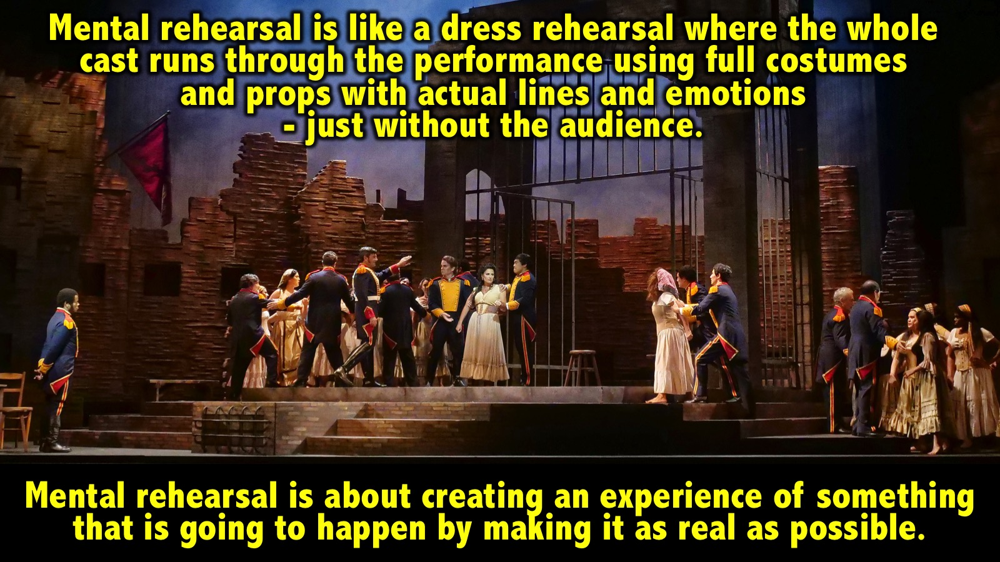 Mental rehearsal is like a dress rehearsal where the whole
cast runs through the performance using full costumes
and props with actual lines and emotions
- just without the audience.
Mental rehearsal is about creating an experience of something
that is going to happen by making it as real as possible.